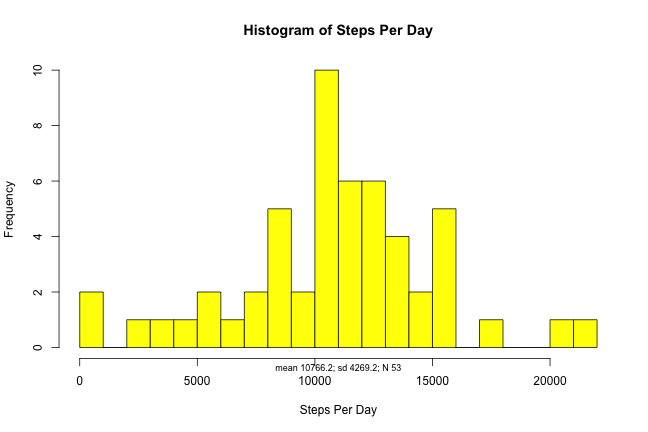 Histogram of Steps Per Day
Frequency
10
8
6
4
2
0
mean 10766.2; sd 4269.2; N 53
0 5000 10000 15000 20000
Steps Per Day